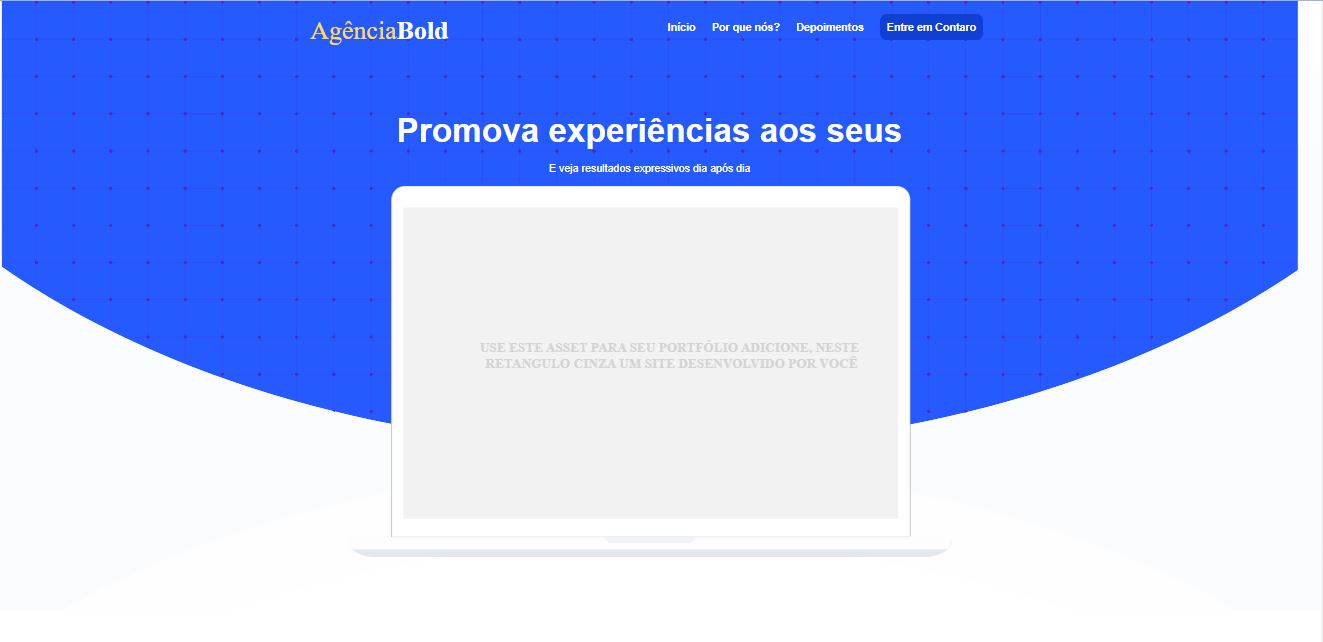 AgênciaBold
Início Por que nós? Depoimentos Entre em Contaro
Promova experiências aos seus
E veja resultados expressivos dia após dia
USE ESTE ASSET PARA SEU PORTFÓLIO ADICIONE, NESTE
RETANGULO CINZA UM SITE DESENVOLVIDO POR VOCÊ